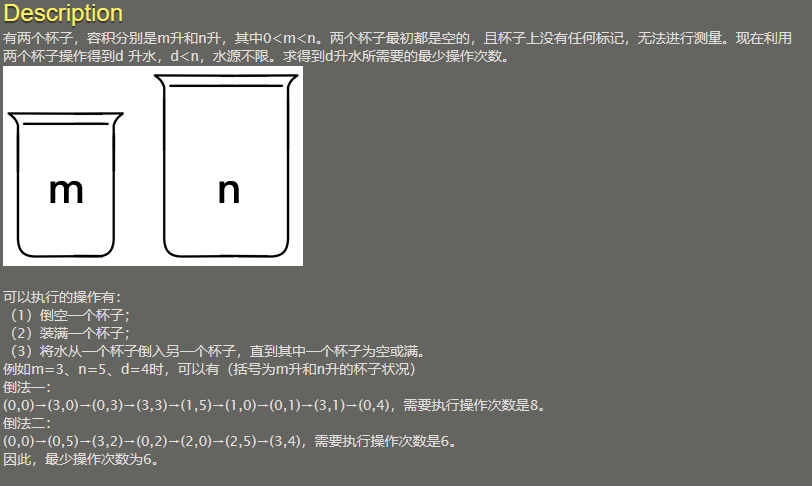 Description
有两个杯子，容积分别是m升和n升，其中0<m<n。两个杯子最初都是空的，且杯子上没有任何标记，无法进行测量。现在利用
两个杯子操作得到d 升水，d<n，水源不限。求得到d升水所需要的最少操作次数。
m
n
可以执行的操作有：
（1）倒空一个杯子；
（2）装满一个杯子；
（3）将水从一个杯子倒入另一个杯子，直到其中一个杯子为空或满。
例如m=3、n=5、d=4时，可以有（括号为m升和n升的杯子状况）
倒法一：
(0,0)→(3,0)→(0,3)→(3,3)→(1,5)→(1,0)→(0,1)→(3,1)→(0,4)，需要执行操作次数是8。
倒法二：
(0,0)→(0,5)→(3,2)→(0,2)→(2,0)→(2,5)→(3,4)，需要执行操作次数是6。
因此，最少操作次数为6。